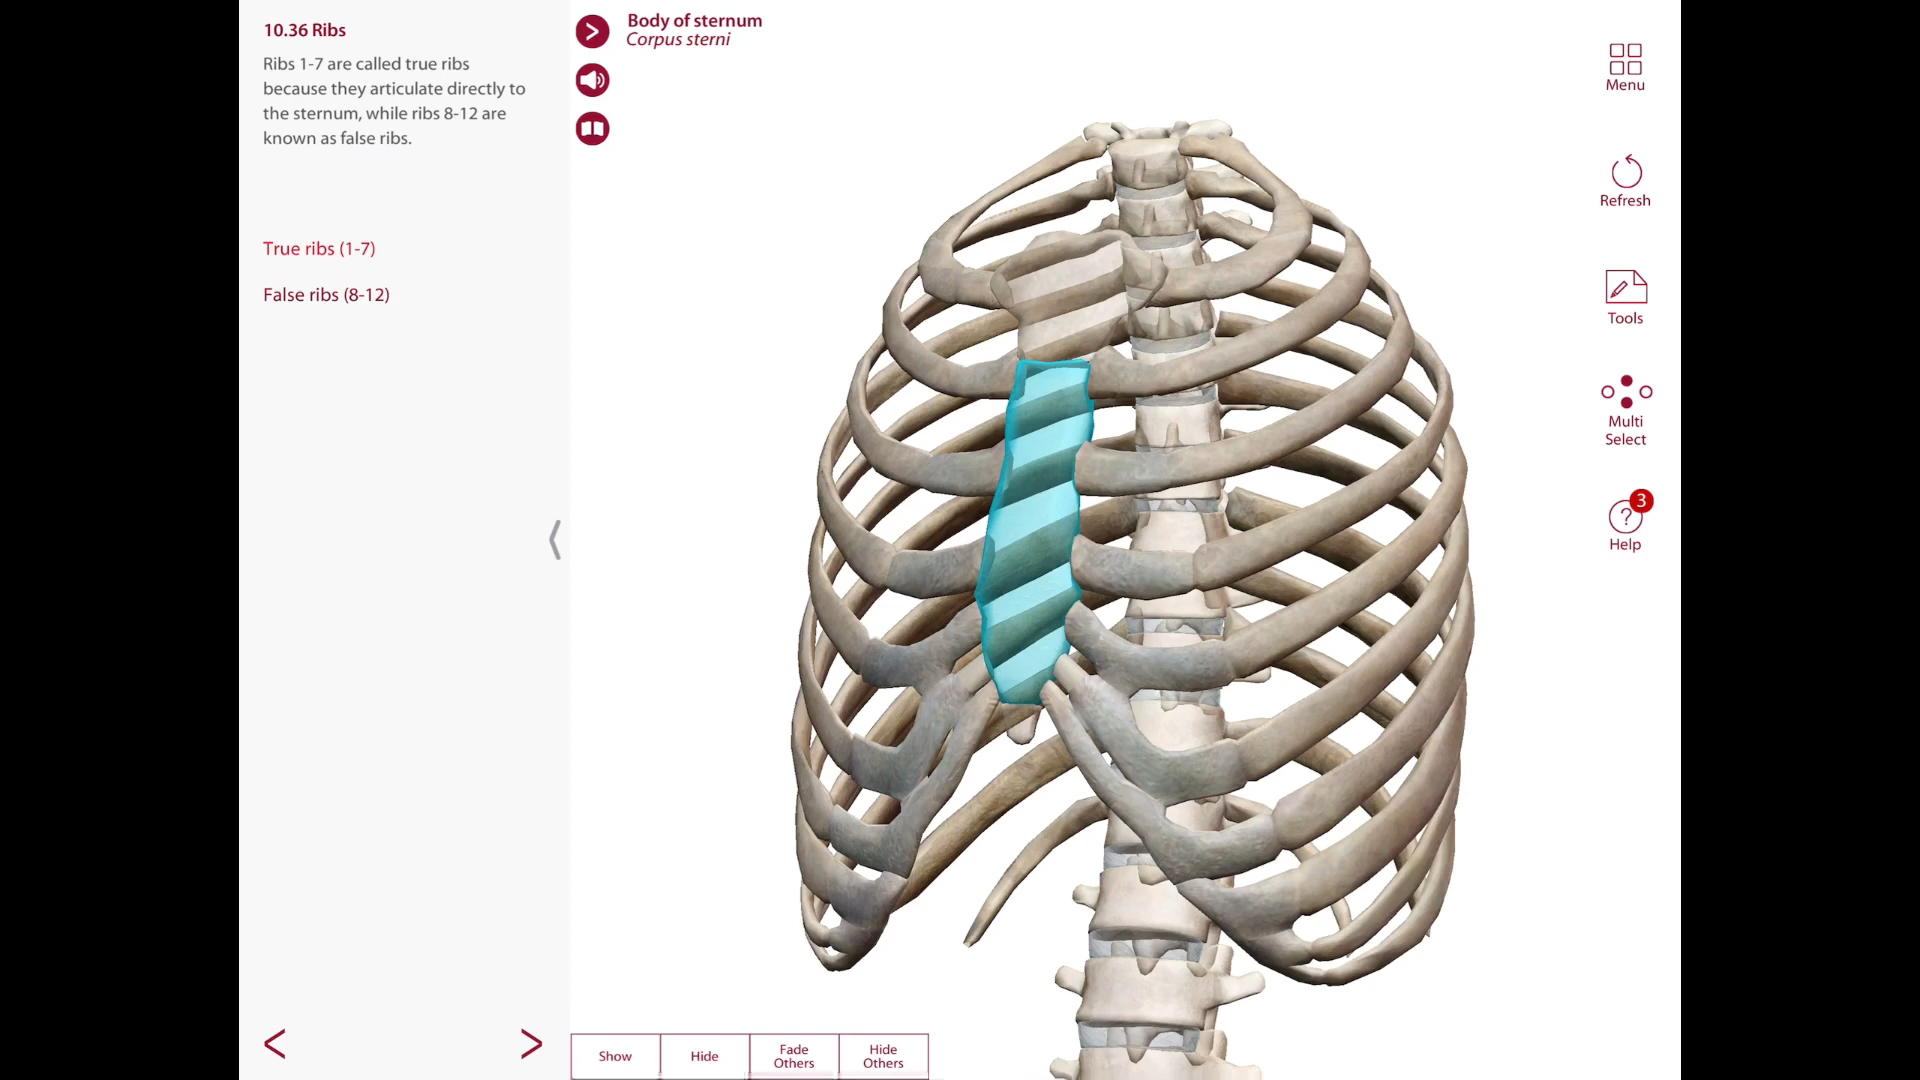 10.36 Ribs
Ribs 1-7 are called true ribs
because they articulate directly to
the sternum, while ribs 8-12 are
known as false ribs.
True ribs (1-7)
False ribs (8-12)
Body of sternum
Corpus sterni
Menu
Refresh
Tools
Multi
Select
3
Help
Show
Hide
Fade
Others
Hide
Others